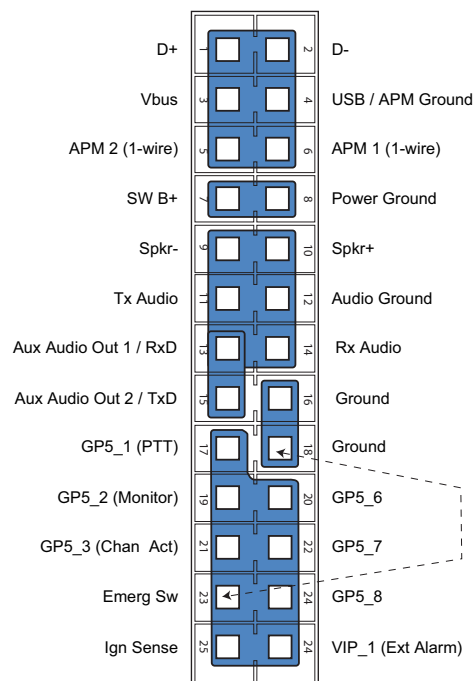 D+ 1 2 D-
Vbus 3 4 USB / APM Ground
APM 2 (1-wire) 5 6 APM 1 (1-wire)
SW B+ 7 8 Power Ground
Spkr- 9 10 Spkr+
Tx Audio 11 12 Audio Ground
Aux Audio Out 1 / RxD 13 14 Rx Audio
Aux Audio Out 2 / TxD 15 16 Ground
GP5_1 (PTT) 17 18 Ground
GP5_2 (Monitor) 19 20 GP5_6
GP5_3 (Chan Act) 21 22 GP5_7
Emerg Sw 23 24 GP5_8
Ign Sense 25 24 VIP_1 (Ext Alarm)